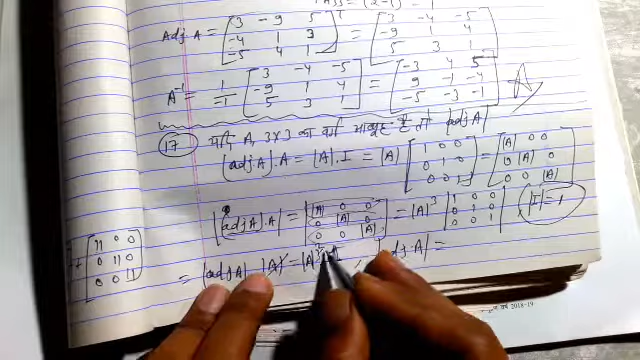 Adj A = [3 -9 5 / -4 1 3 / -5 4 1]ᵀ = [3 -4 -5 / -9 1 4 / 5 3 1]
A⁻¹ = 1/-1 [3 -4 -5 / -9 1 4 / 5 3 1] = [-3 4 5 / 9 -1 -4 / -5 -3 -1]
(17) यदि A, 3×3 का वर्ग आव्यूह है तो |adj A|
(adj A).A = |A|.I = |A| [1 0 0 / 0 1 0 / 0 0 1] = [|A| 0 0 / 0 |A| 0 / 0 0 |A|]
|(adj A).A| = |A| 0 0 / 0 |A| 0 / 0 0 |A| = |A|³ |1 0 0 / 0 1 0 / 0 0 1| |I| = 1
[11 0 0 / 0 11 0 / 0 0 11]
= |adj A| |A| = |A|³